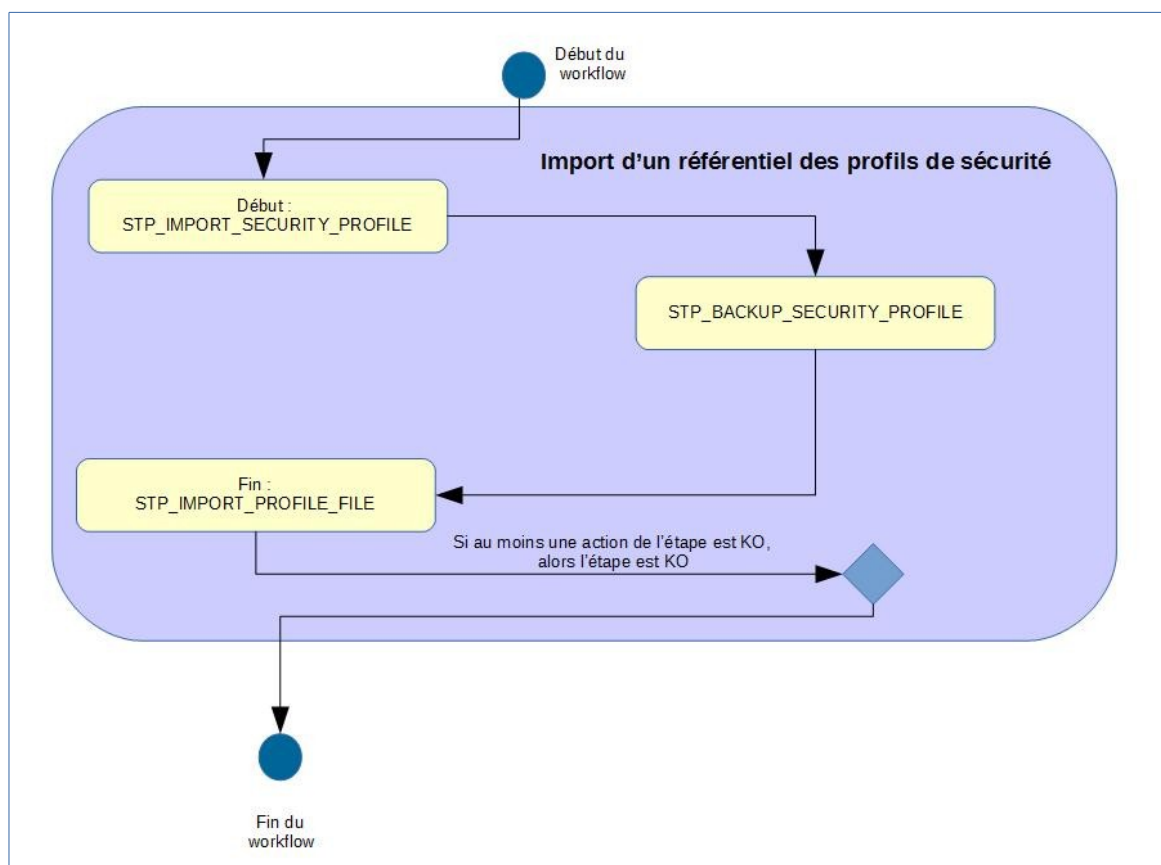 Début du
workflow
Import d’un référentiel des profils de sécurité
Début :
STP_IMPORT_SECURITY_PROFILE
STP_BACKUP_SECURITY_PROFILE
Fin :
STP_IMPORT_PROFILE_FILE
Si au moins une action de l’étape est KO,
alors l’étape est KO
Fin du
workflow